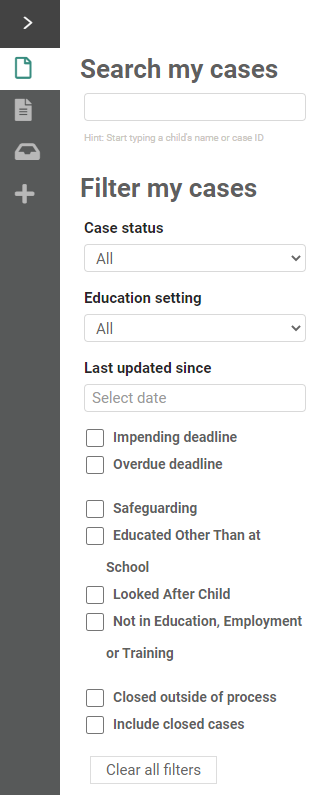 Search my cases
Hint: Start typing a child's name or case ID
Filter my cases
Case status
All
Education setting
All
Last updated since
Select date
Impending deadline
Overdue deadline
Safeguarding
Educated Other Than at
School
Looked After Child
Not in Education, Employment
or Training
Closed outside of process
Include closed cases
Clear all filters